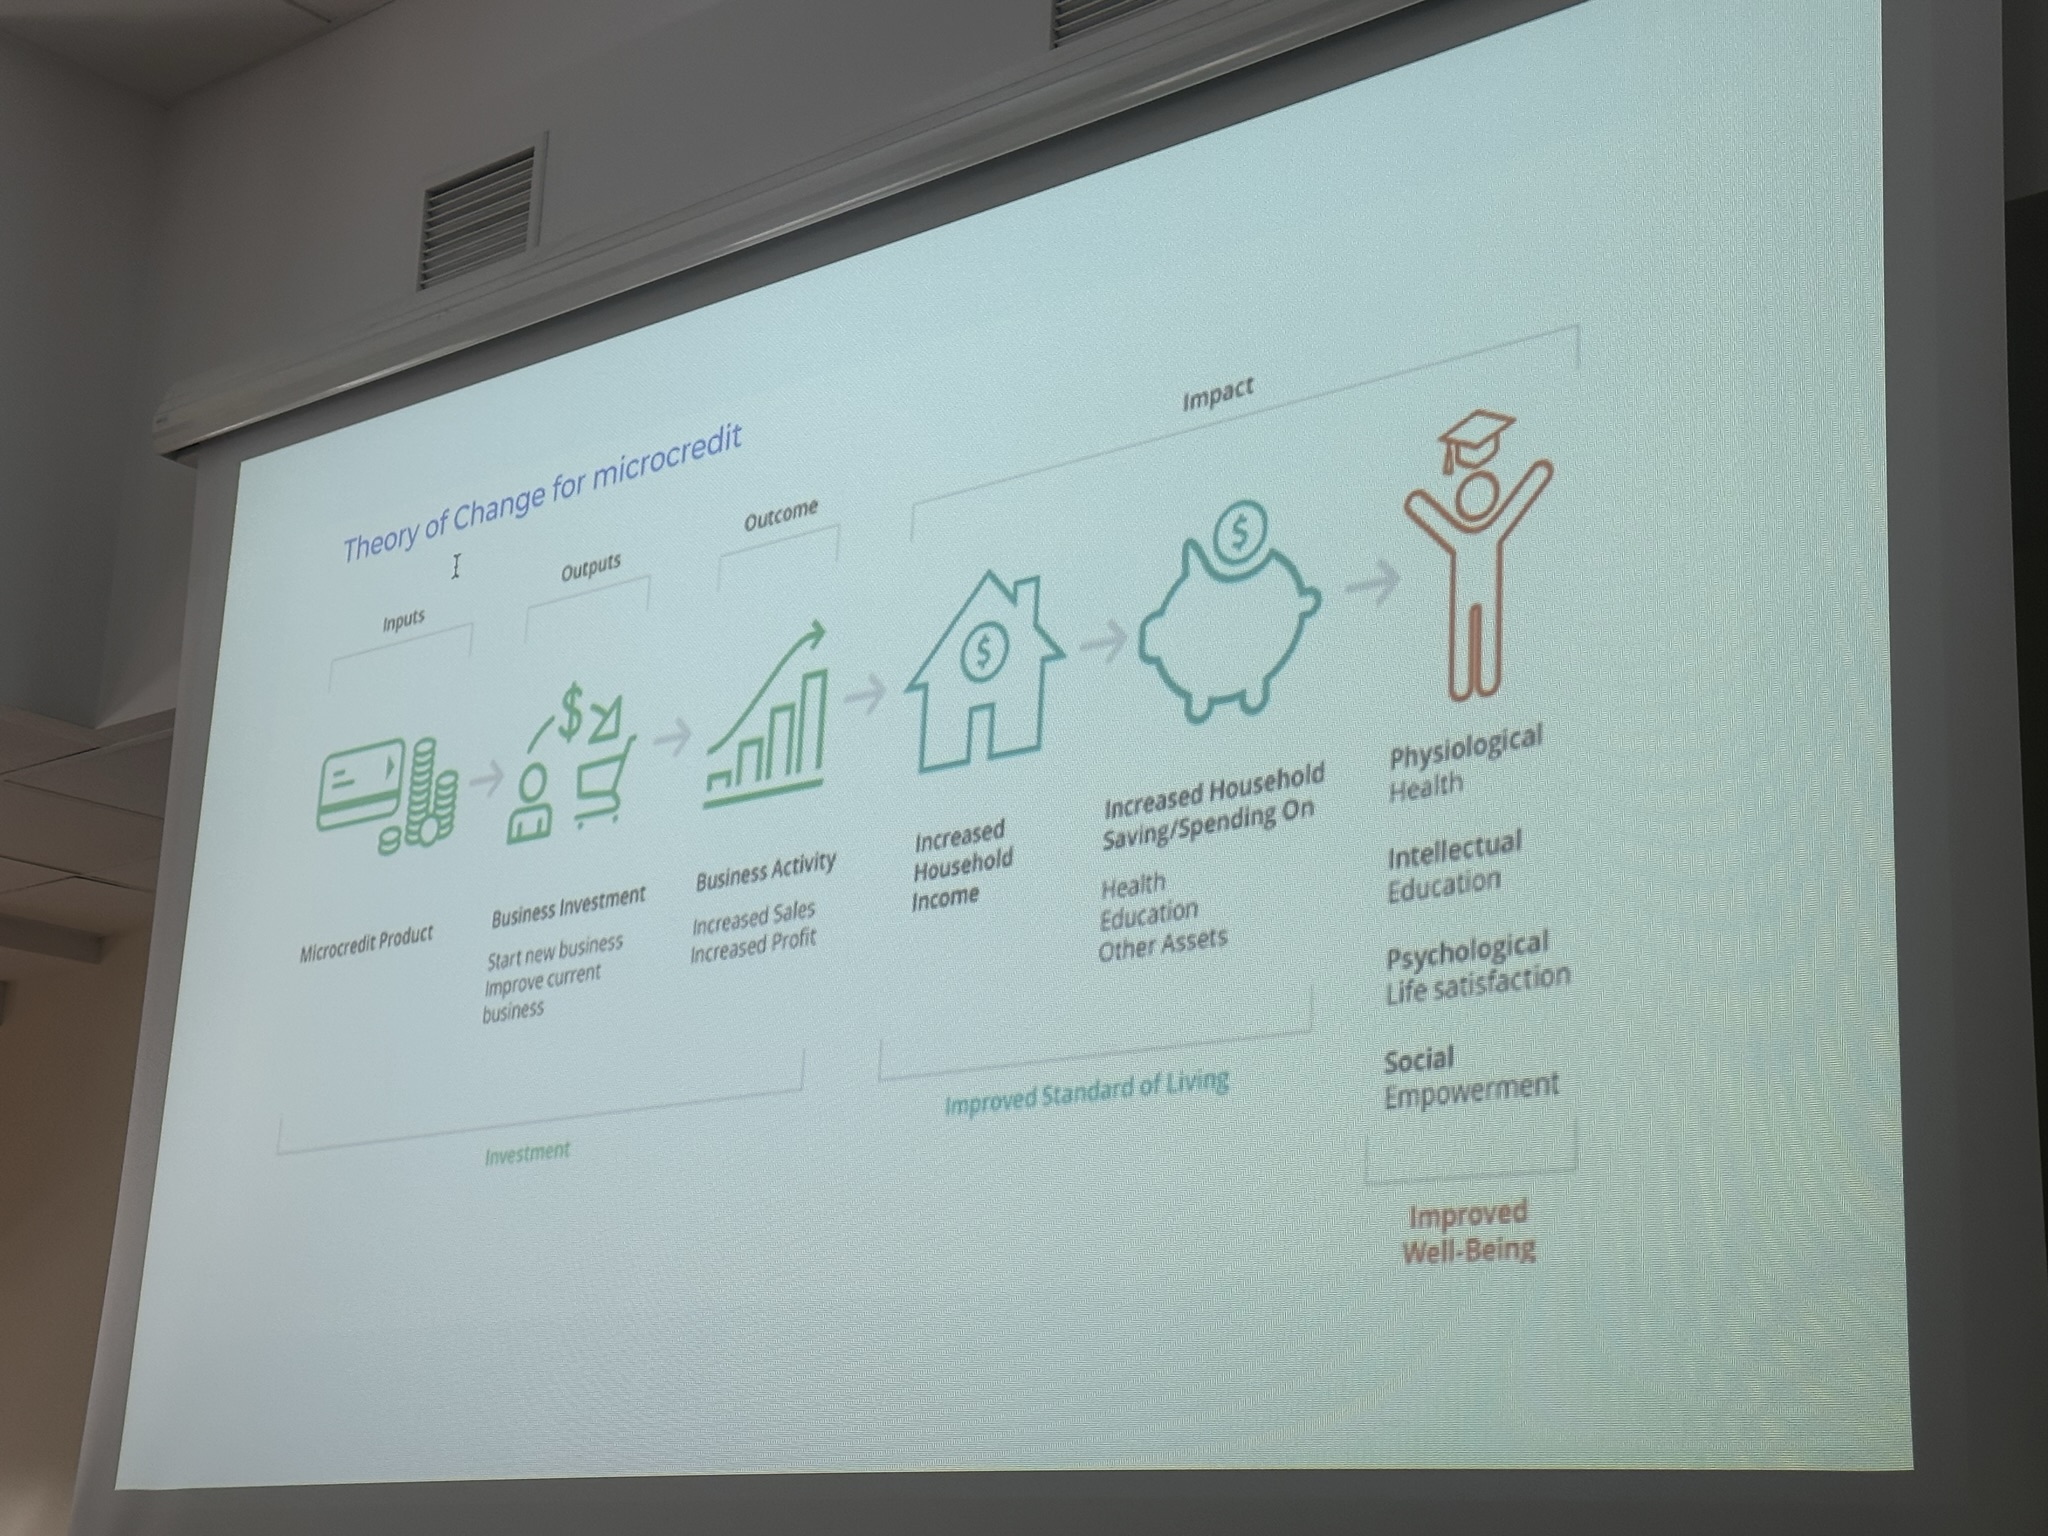 Theory of Change for microcredit
Inputs
Outputs
Outcome
Impact
$
$
$
Microcredit Product
Business Investment
Start new business
Improve current
business
Business Activity
Increased Sales
Increased Profit
Increased
Household
Income
Increased Household
Saving/Spending On
Health
Education
Other Assets
Physiological
Health
Intellectual
Education
Psychological
Life satisfaction
Social
Empowerment
Investment
Improved Standard of Living
Improved
Well-Being